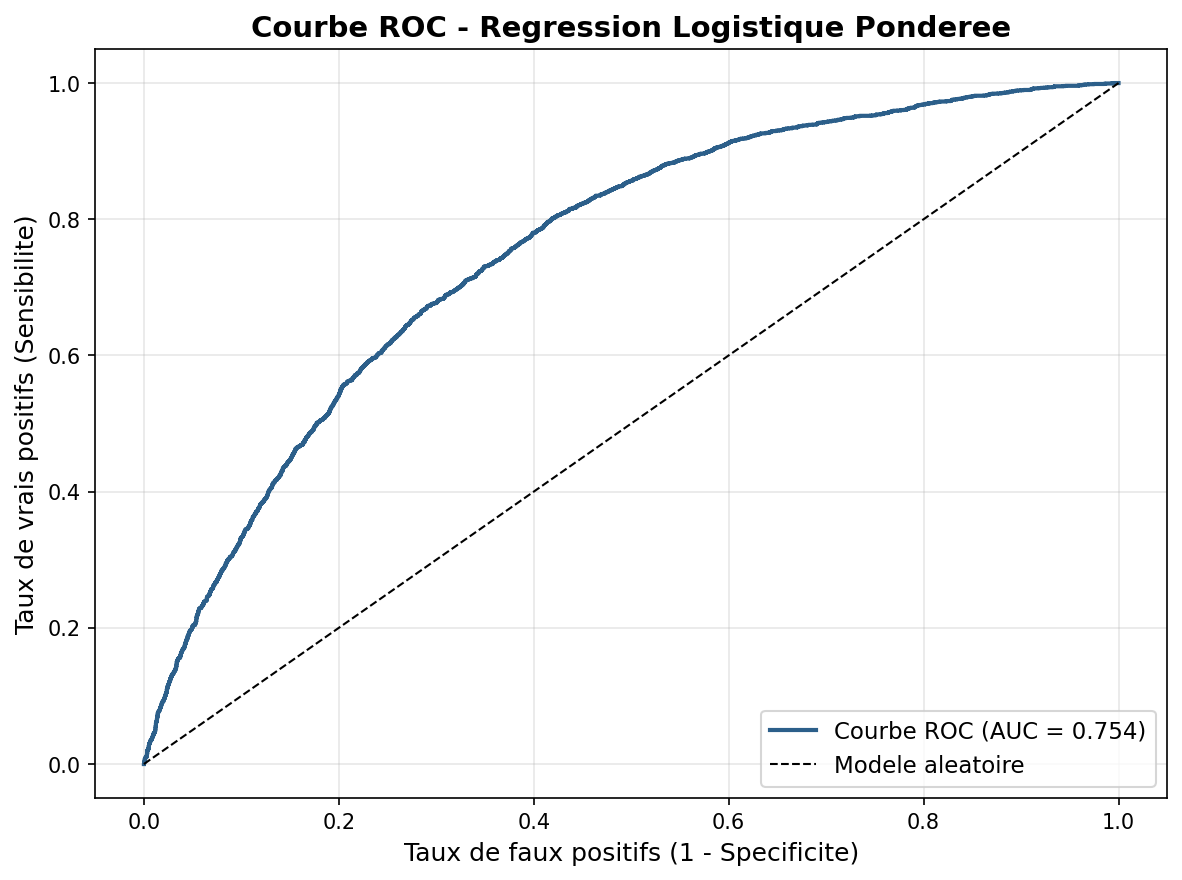 Courbe ROC - Regression Logistique Ponderee
1.0
0.8
0.6
0.4
0.2
0.0
Taux de vrais positifs (Sensibilite)
0.0 0.2 0.4 0.6 0.8 1.0
Taux de faux positifs (1 - Specificite)
Courbe ROC (AUC = 0.754)
Modele aleatoire